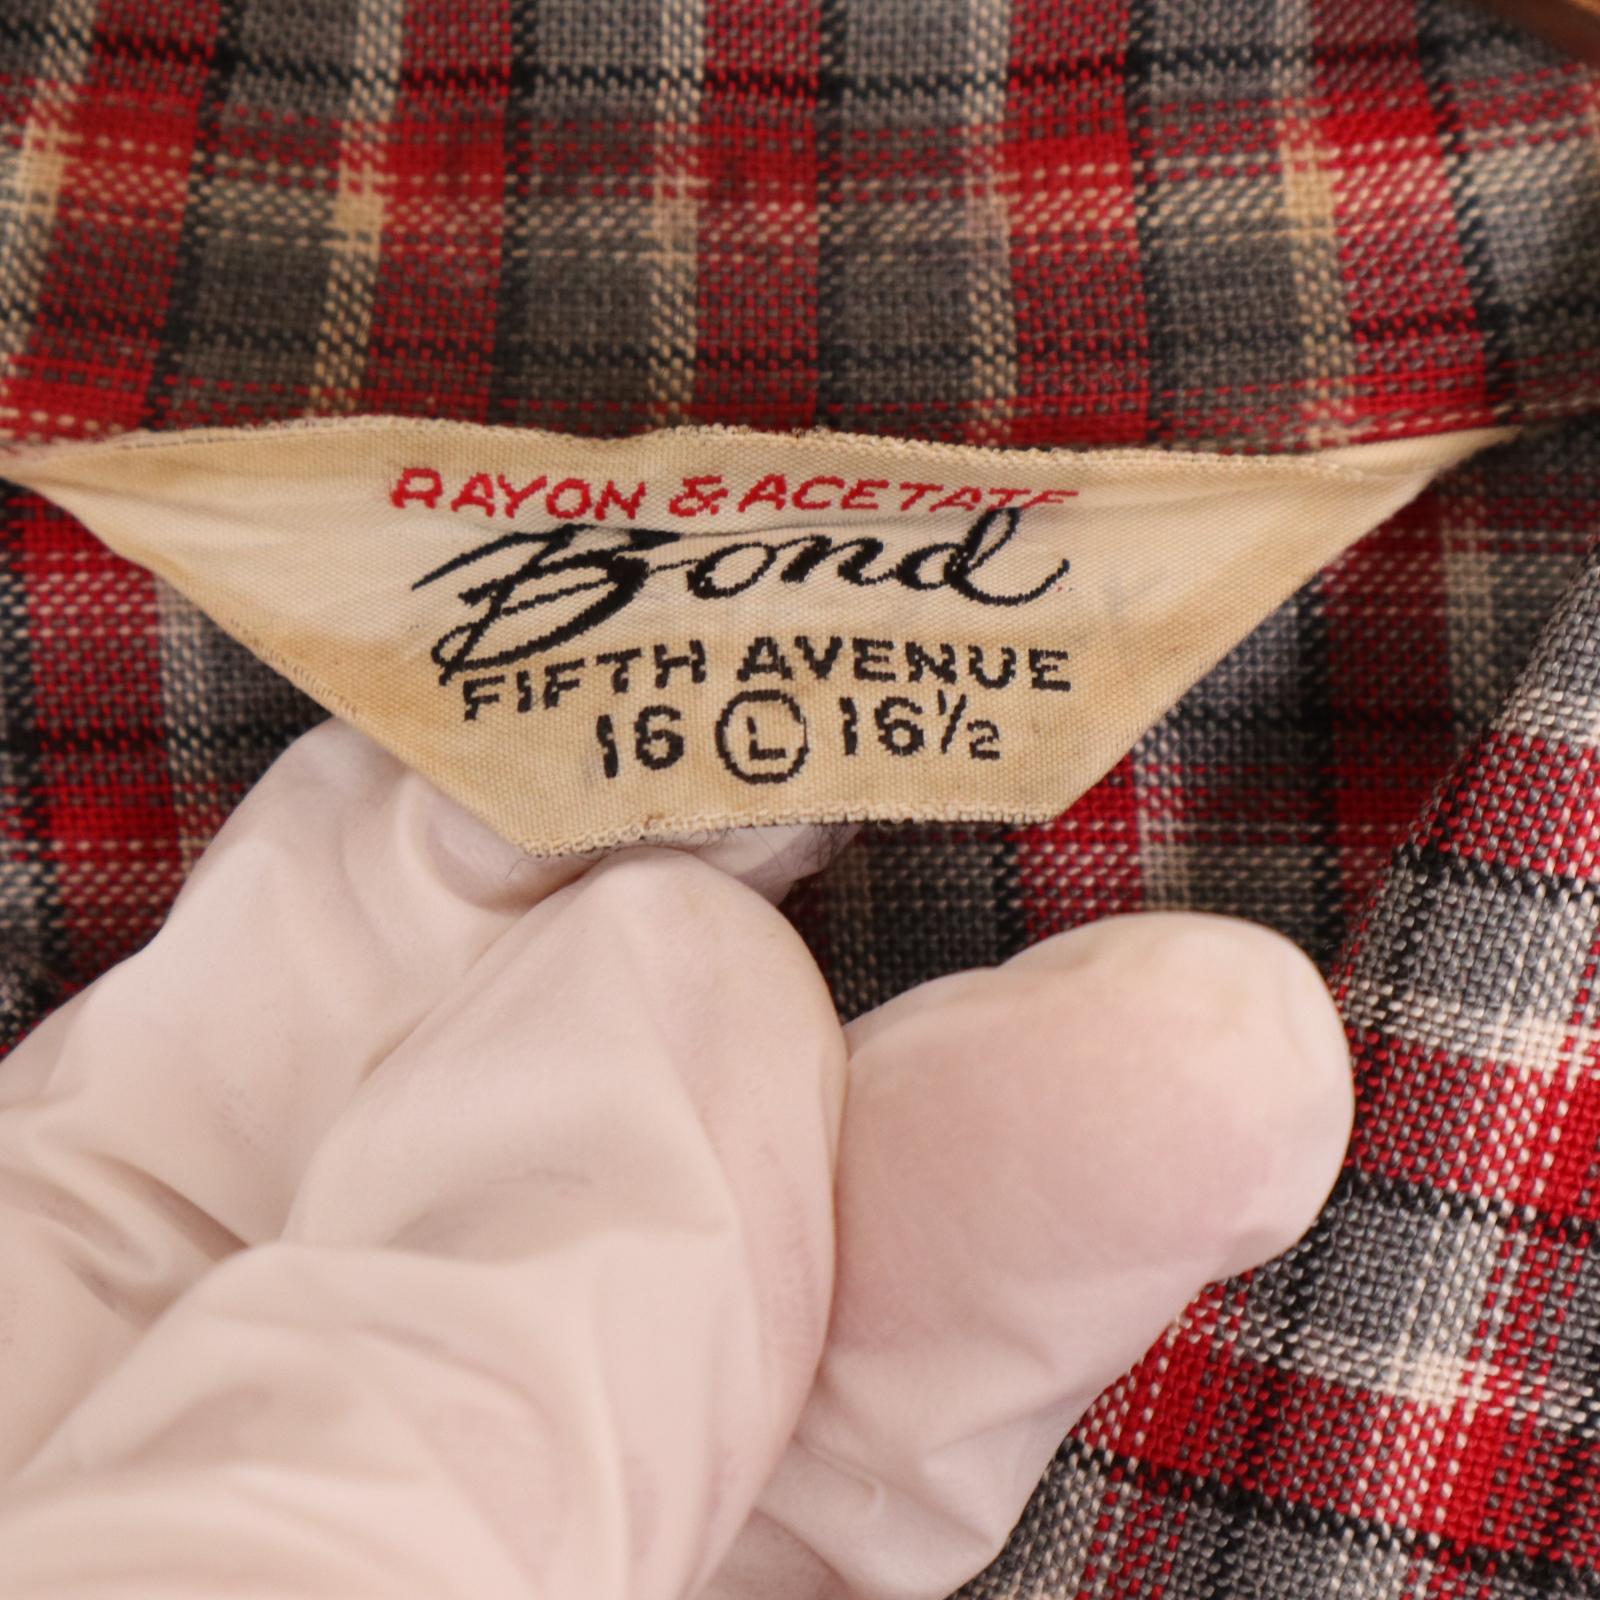 RAYON & ACETATE
Bond
FIFTH AVENUE
16 L 16½